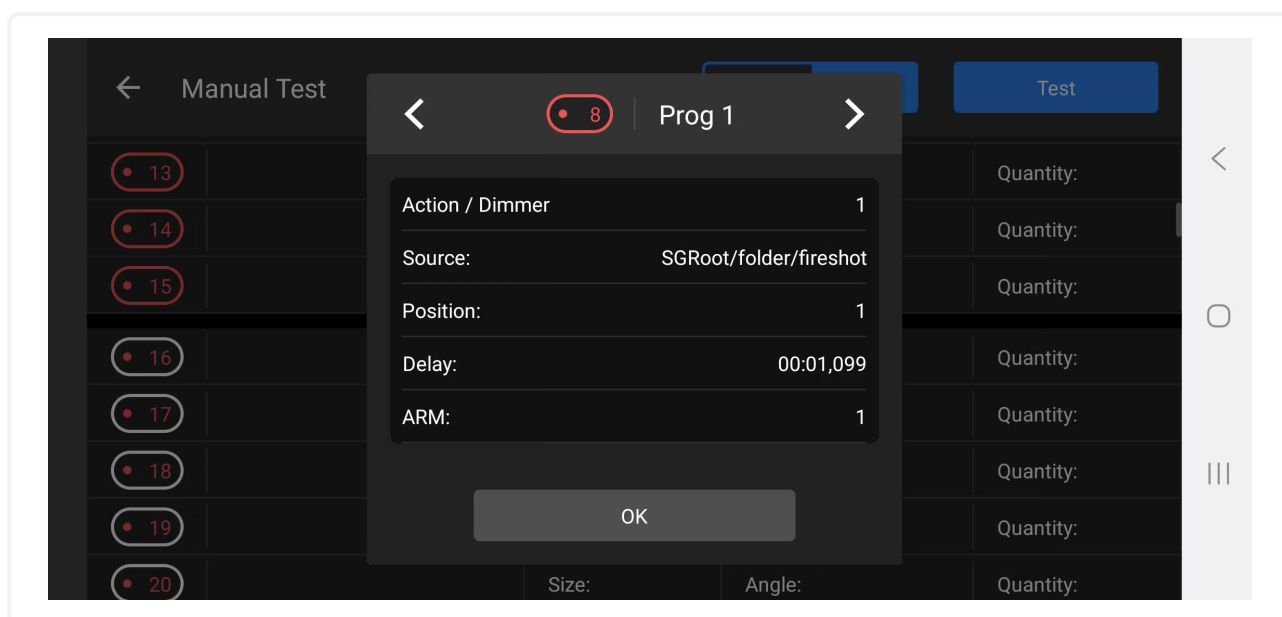 Manual Test
Test
8 Prog 1
13 Quantity:
14 Quantity:
15 Quantity:
16 Quantity:
17 Quantity:
18 Quantity:
19 Quantity:
20 Size: Angle: Quantity:
Action / Dimmer 1
Source: SGRoot/folder/fireshot
Position: 1
Delay: 00:01,099
ARM: 1
OK